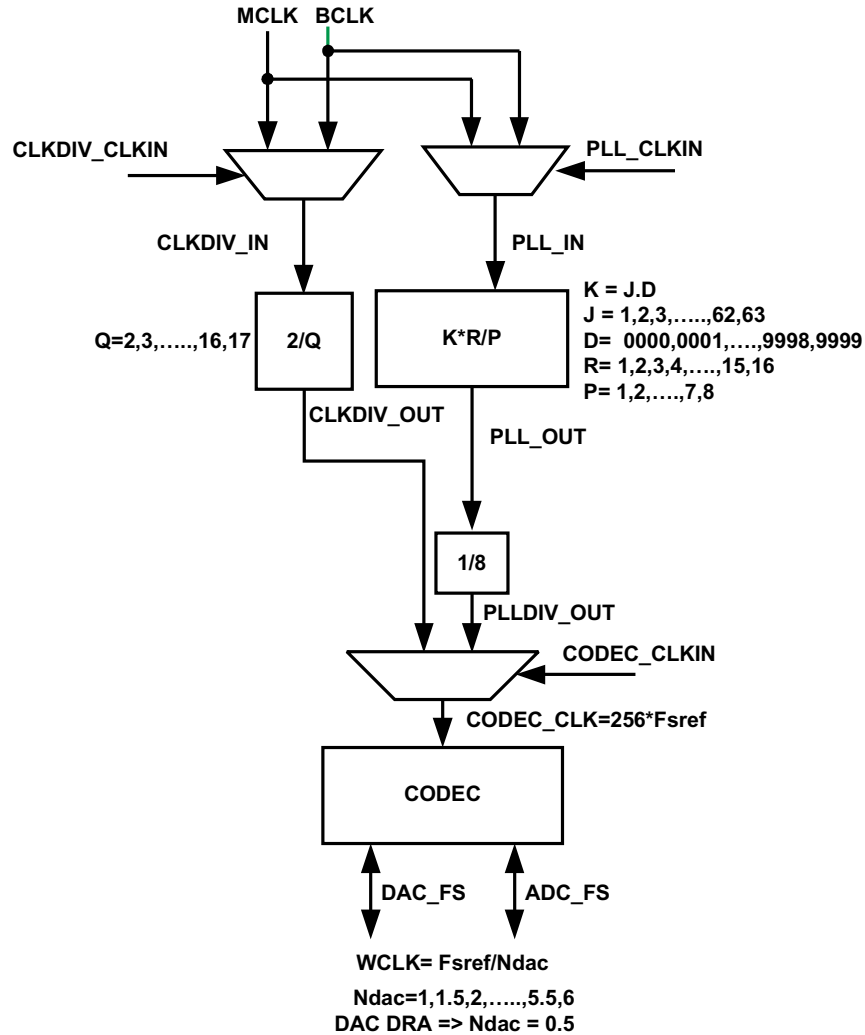 MCLK BCLK
CLKDIV_CLKIN
PLL_CLKIN
CLKDIV_IN
PLL_IN
Q=2,3,.....,16,17
2/Q
K*R/P
K = J.D
J = 1,2,3,.....,62,63
D= 0000,0001,....,9998,9999
R= 1,2,3,4,....,15,16
P= 1,2,....,7,8
CLKDIV_OUT
PLL_OUT
1/8
PLLDIV_OUT
CODEC_CLKIN
CODEC_CLK=256*Fsref
CODEC
DAC_FS
ADC_FS
WCLK= Fsref/Ndac
Ndac=1,1.5,2,.....,5.5,6
DAC DRA => Ndac = 0.5